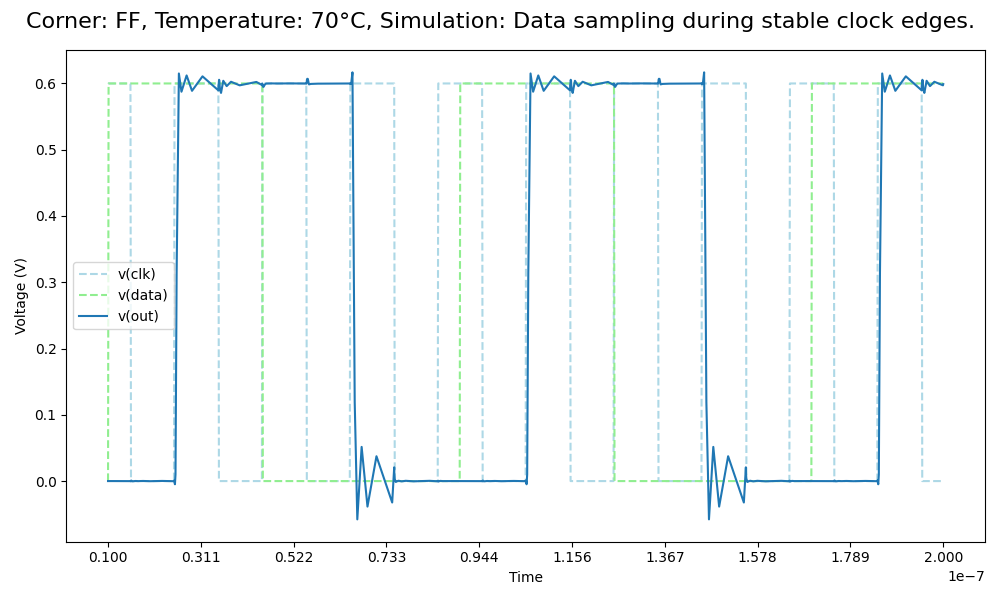 Corner: FF, Temperature: 70°C, Simulation: Data sampling during stable clock edges.
Voltage (V)
0.6
0.5
0.4
0.3
0.2
0.1
0.0
v(clk)
v(data)
v(out)
0.100 0.311 0.522 0.733 0.944 1.156 1.367 1.578 1.789 2.000
1e−7
Time